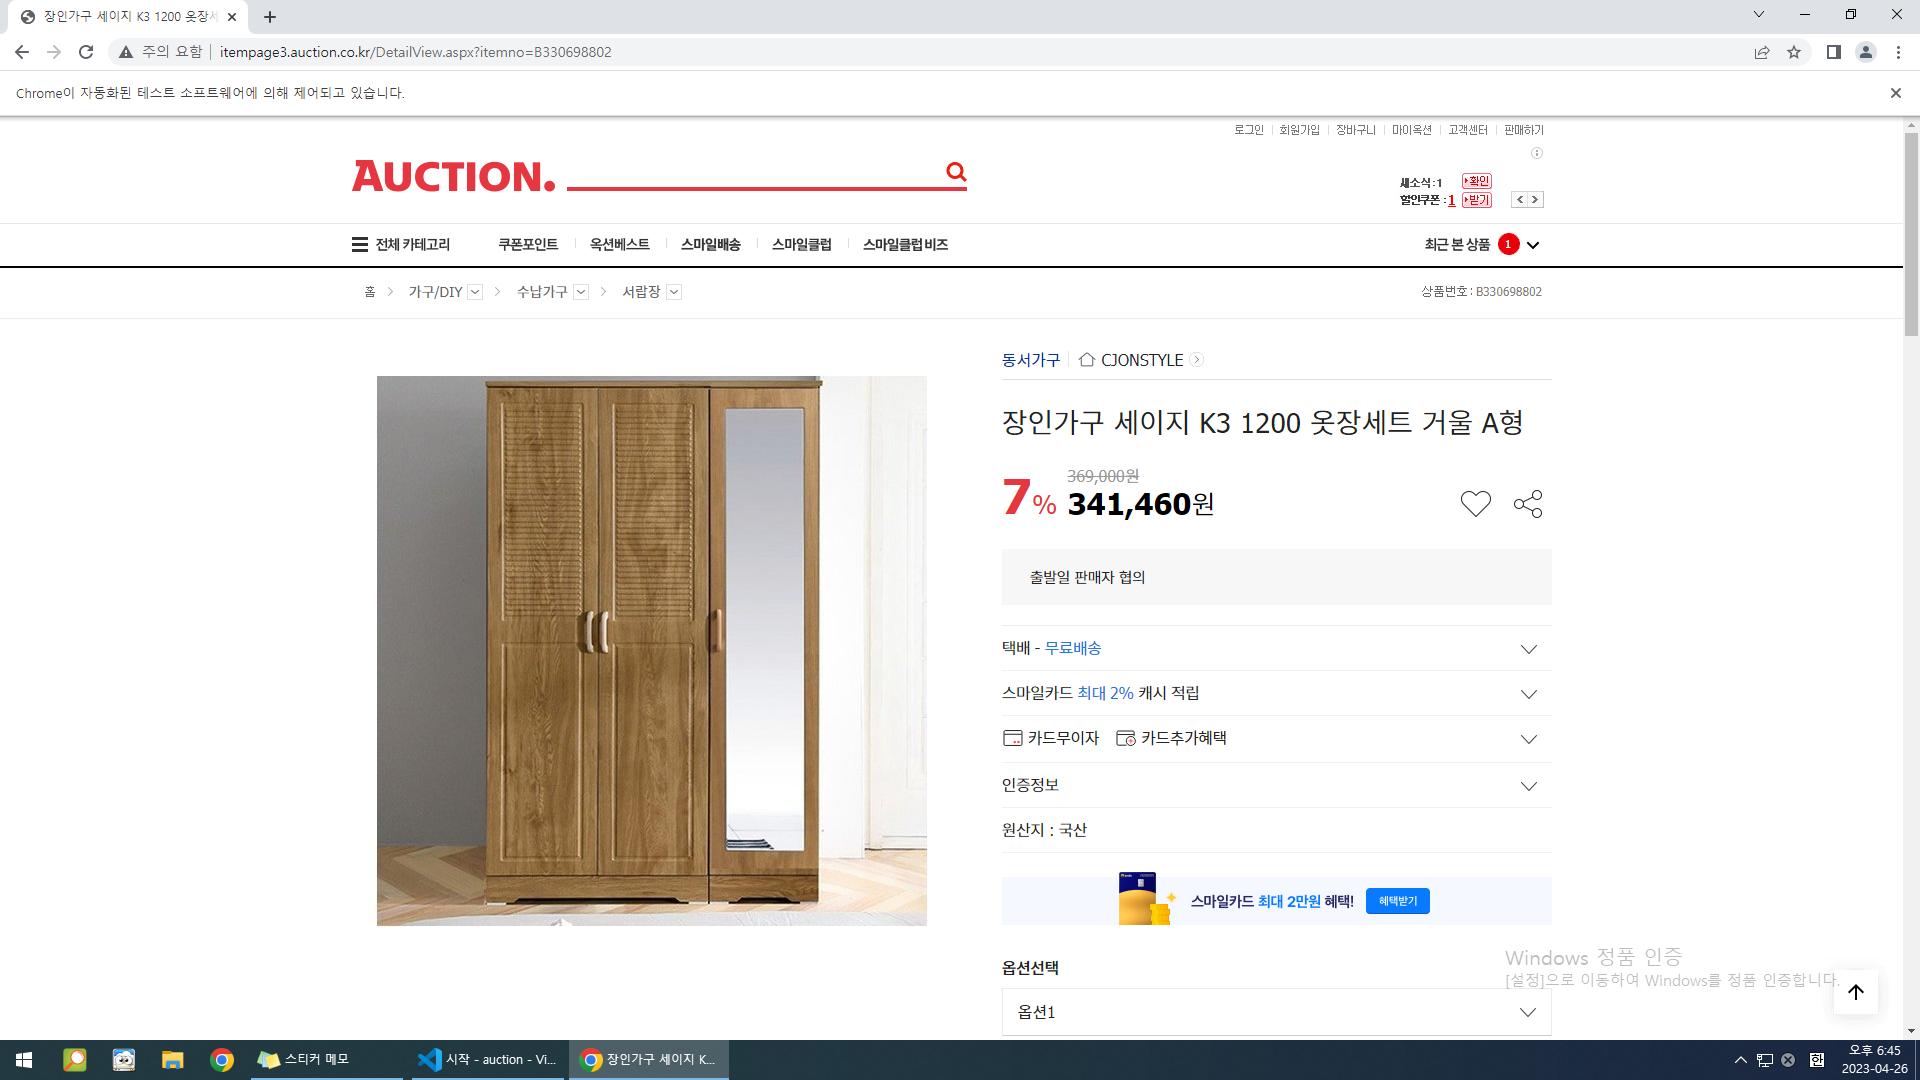 장인가구 세이지 K3 1200 옷장세
주의 요함
itempage3.auction.co.kr/DetailView.aspx?itemno=B330698802
Chrome이 자동화된 테스트 소프트웨어에 의해 제어되고 있습니다.
로그인 회원가입 장바구니 마이옥션 고객센터 판매하기
AUCTION.
새소식 : 1 확인
할인쿠폰 : 1 받기
전체 카테고리 쿠폰포인트 옥션베스트 스마일배송 스마일클럽 스마일클럽 비즈 최근 본 상품 1
홈 가구/DIY 수납가구 서랍장 상품번호 : B330698802
동서가구 CJONSTYLE
장인가구 세이지 K3 1200 옷장세트 거울 A형
369,000원
7% 341,460원
출발일 판매자 협의
택배 - 무료배송
스마일카드 최대 2% 캐시 적립
카드무이자 카드추가혜택
인증정보
원산지 : 국산
스마일카드 최대 2만원 혜택! 혜택받기
옵션선택
Windows 정품 인증
[설정]으로 이동하여 Windows를 정품 인증합니다.
옵션1
스티커 메모
시작 - auction - Vi...
장인가구 세이지 K...
한
오후 6:45
2023-04-26